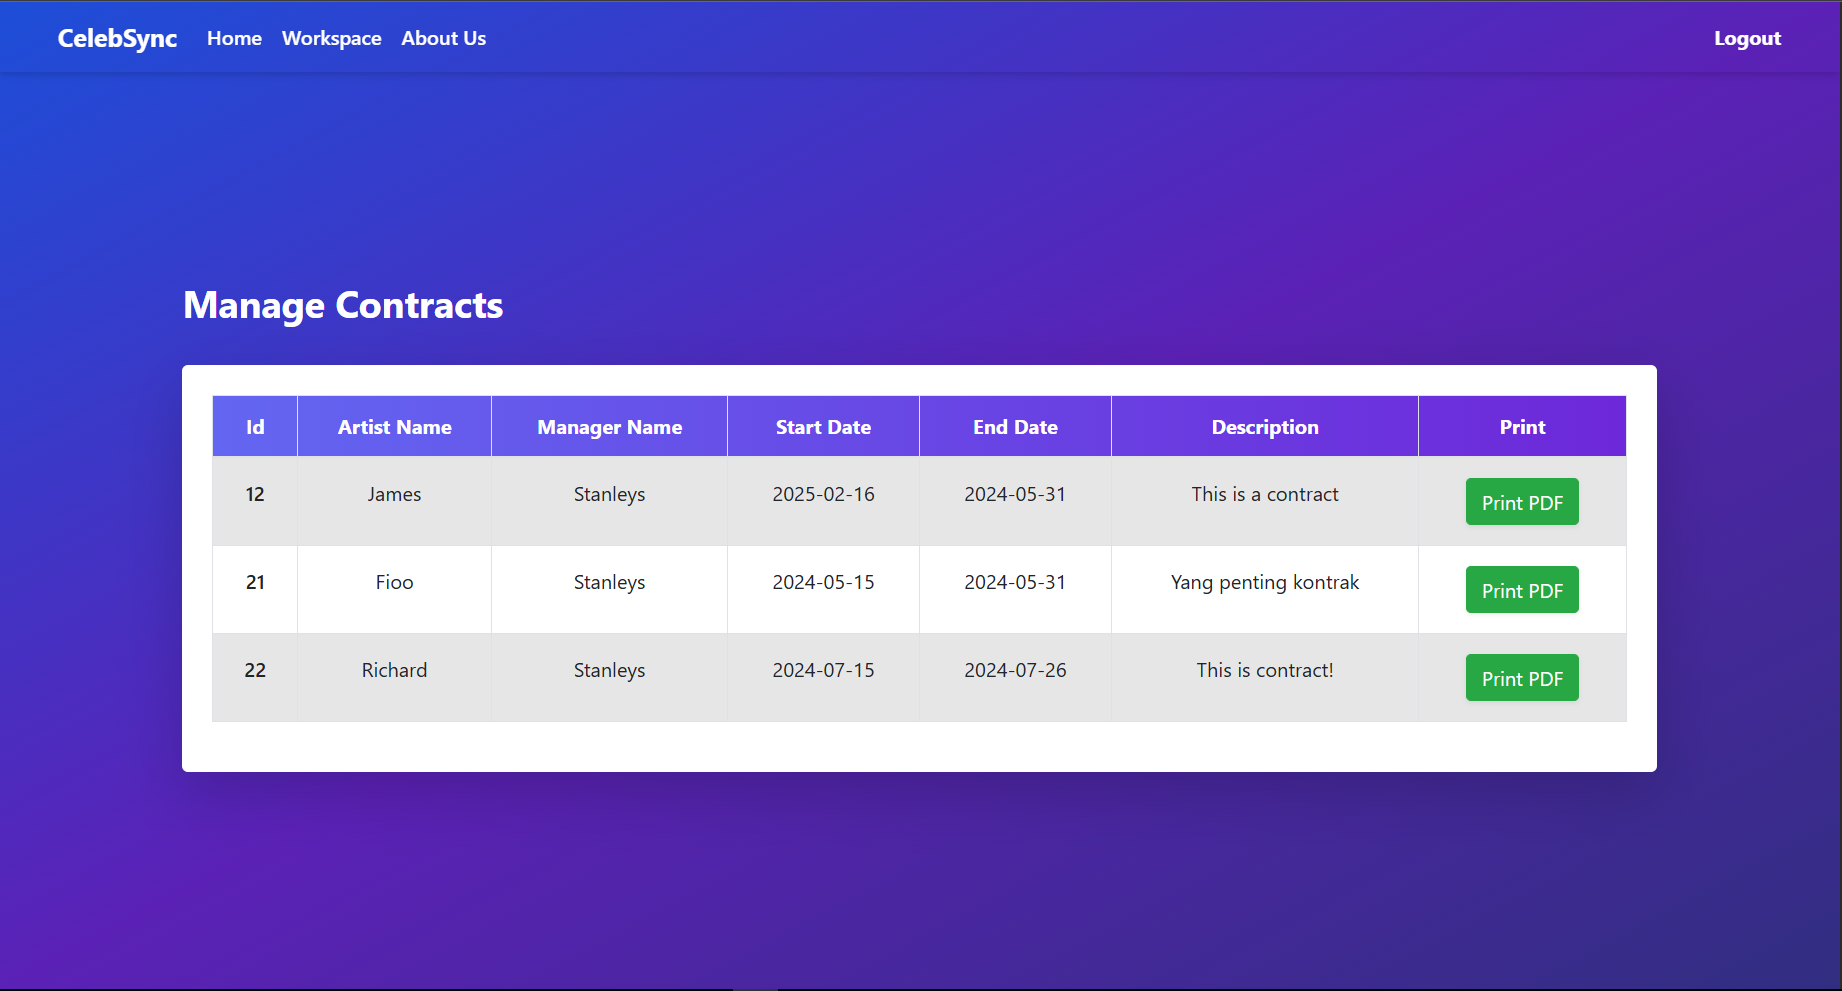 CelebSync Home Workspace About Us Logout
Manage Contracts
Id Artist Name Manager Name Start Date End Date Description Print
12 James Stanleys 2025-02-16 2024-05-31 This is a contract Print PDF
21 Fioo Stanleys 2024-05-15 2024-05-31 Yang penting kontrak Print PDF
22 Richard Stanleys 2024-07-15 2024-07-26 This is contract! Print PDF